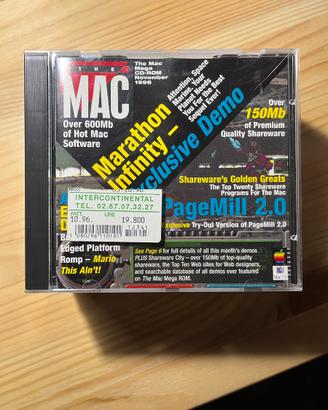 THE
MAC
The Mac
Mega
CD-ROM
November
1996
Over 600Mb
of Hot Mac
Software
Attention, Space
Marine. Your
Planet Needs
You For the Best
Sequel Ever!
Marathon
Infinity –
Exclusive Demo
Over
150Mb
of Premium
Quality Shareware
Shareware's Golden Greats
The Top Twenty Shareware
Programs For The Mac
PageMill 2.0
Exclusive Try-Out Version of PageMill 2.0
INTERCONTINENTAL
TEL. 02.67.07.32.27
PATT.
LIRE
10.96.
19.800
Edged Platform
Romp – Mario
This Ain't!
See Page 6 for full details of all this month's demos.
PLUS Shareware City – over 150Mb of top-quality
shareware, the Top Ten Web sites for Web designers,
and searchable database of all demos ever featured
on The Mac Mega ROM.